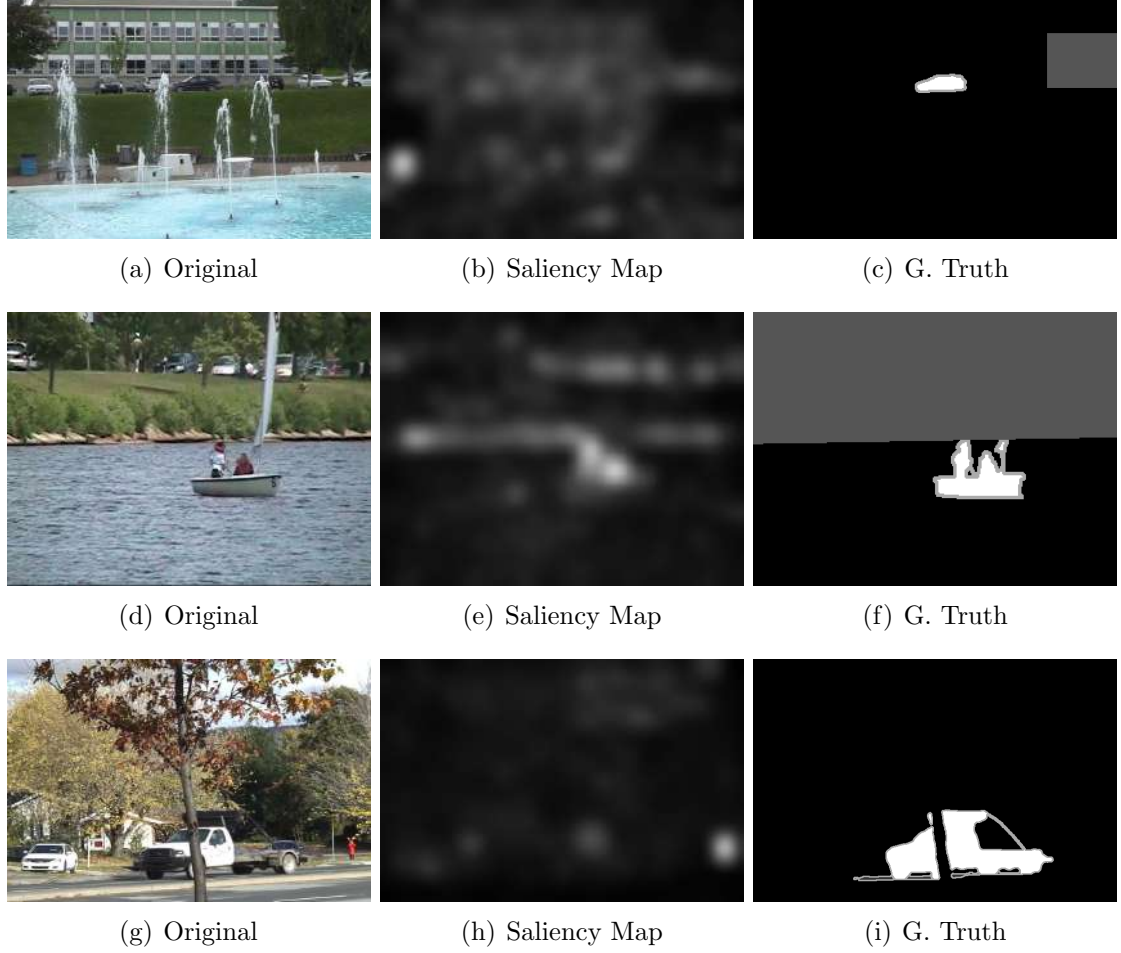 (a) Original
(b) Saliency Map
(c) G. Truth
(d) Original
(e) Saliency Map
(f) G. Truth
(g) Original
(h) Saliency Map
(i) G. Truth